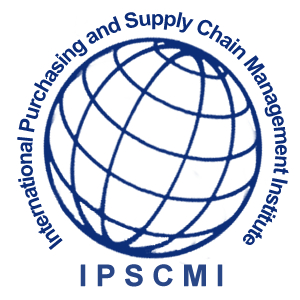 International Purchasing and Supply Chain Management Institute
IPSCMI